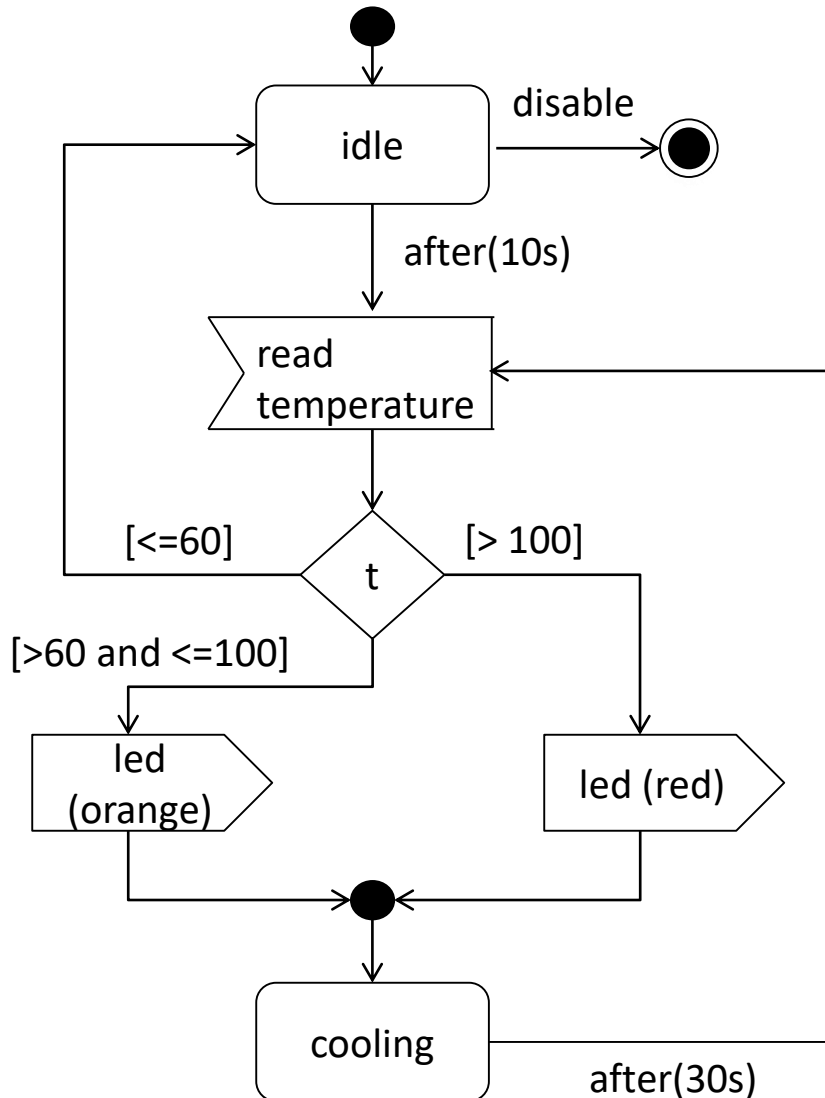 disable
idle
after(10s)
read
temperature
[<=60]
[> 100]
t
[>60 and <=100]
led
(orange)
led (red)
cooling
after(30s)